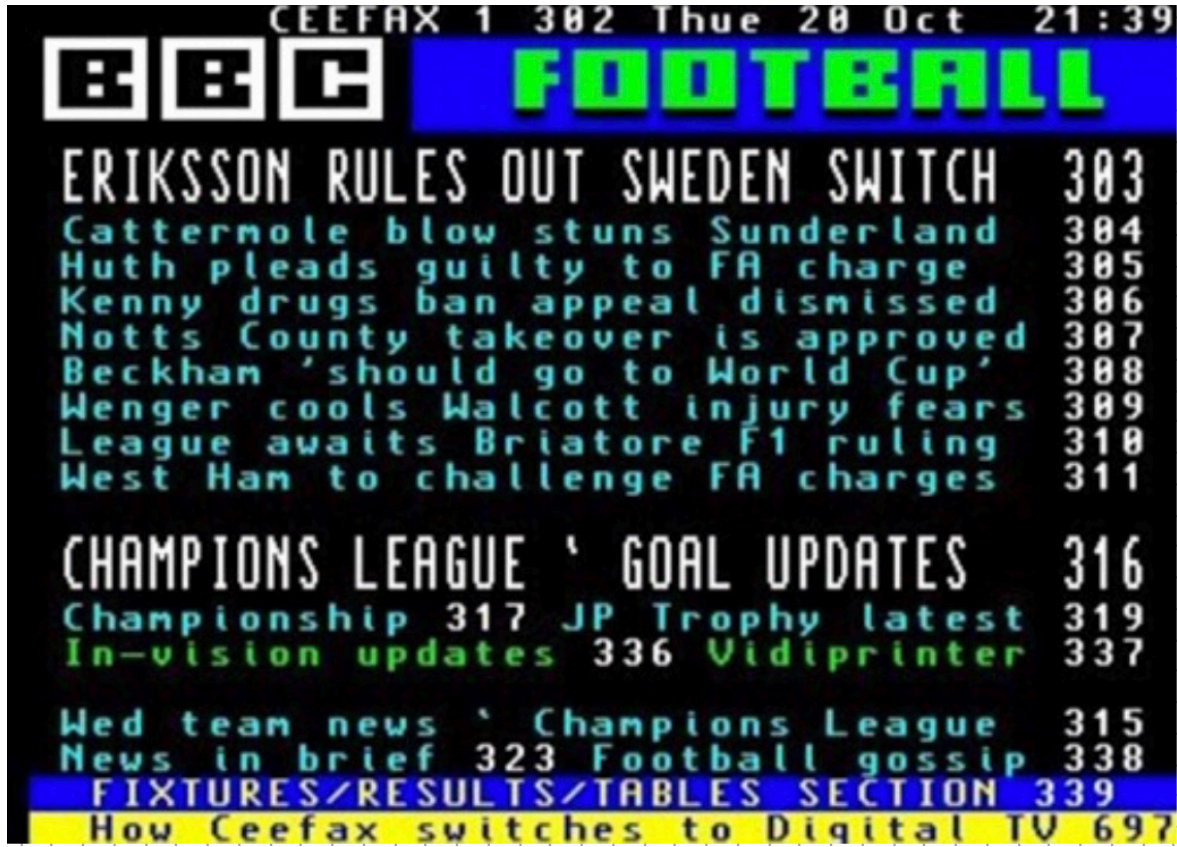 CEEFAX 1 302 Thue 20 Oct 21:39
BBC FOOTBALL
ERIKSSON RULES OUT SWEDEN SWITCH 303
Cattermole blow stuns Sunderland 304
Huth pleads guilty to FA charge 305
Kenny drugs ban appeal dismissed 306
Notts County takeover is approved 307
Beckham 'should go to World Cup' 308
Wenger cools Walcott injury fears 309
League awaits Briatore F1 ruling 310
West Ham to challenge FA charges 311
CHAMPIONS LEAGUE ` GOAL UPDATES 316
Championship 317 JP Trophy latest 319
In-vision updates 336 Vidiprinter 337
Wed team news ` Champions League 315
News in brief 323 Football gossip 338
FIXTURES/RESULTS/TABLES SECTION 339
How Ceefax switches to Digital TV 697